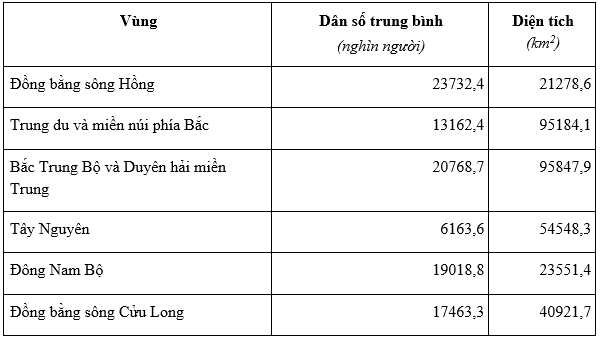 Vùng Dân số trung bình Diện tích
(nghìn người) (km²)
Đồng bằng sông Hồng 23732,4 21278,6
Trung du và miền núi phía Bắc 13162,4 95184,1
Bắc Trung Bộ và Duyên hải miền 20768,7 95847,9
Trung
Tây Nguyên 6163,6 54548,3
Đông Nam Bộ 19018,8 23551,4
Đồng bằng sông Cửu Long 17463,3 40921,7